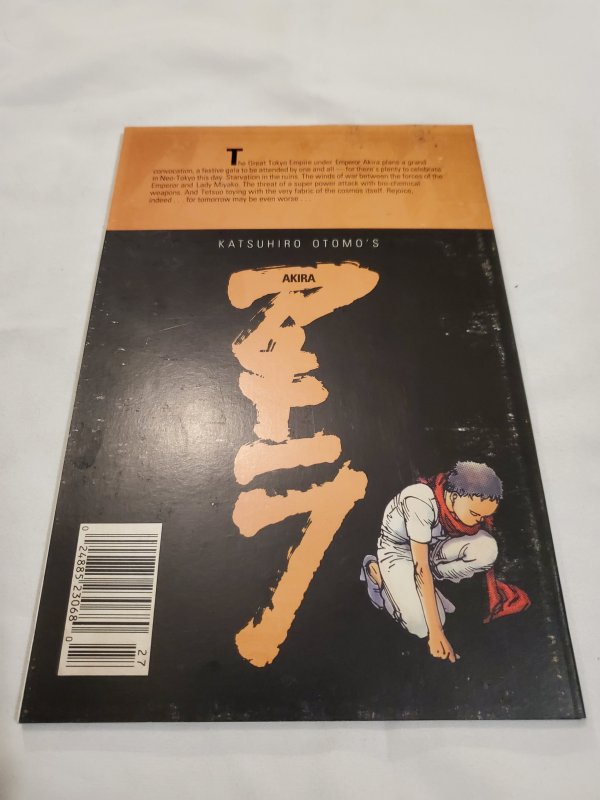 The Great Tokyo Empire under Emperor Akira plans a grand
convocation, a festive gala to be attended by one and all — for there's plenty to celebrate
in Neo-Tokyo this day. Starvation in the ruins. The winds of war between the forces of the
Emperor and Lady Miyako. The threat of a super power attack with bio-chemical
weapons. And Tetsuo toying with the very fabric of the cosmos itself. Rejoice,
indeed . . . for tomorrow may be even worse . . .
KATSUHIRO OTOMO'S
AKIRA
アキラ
0 24885 23068 0
27